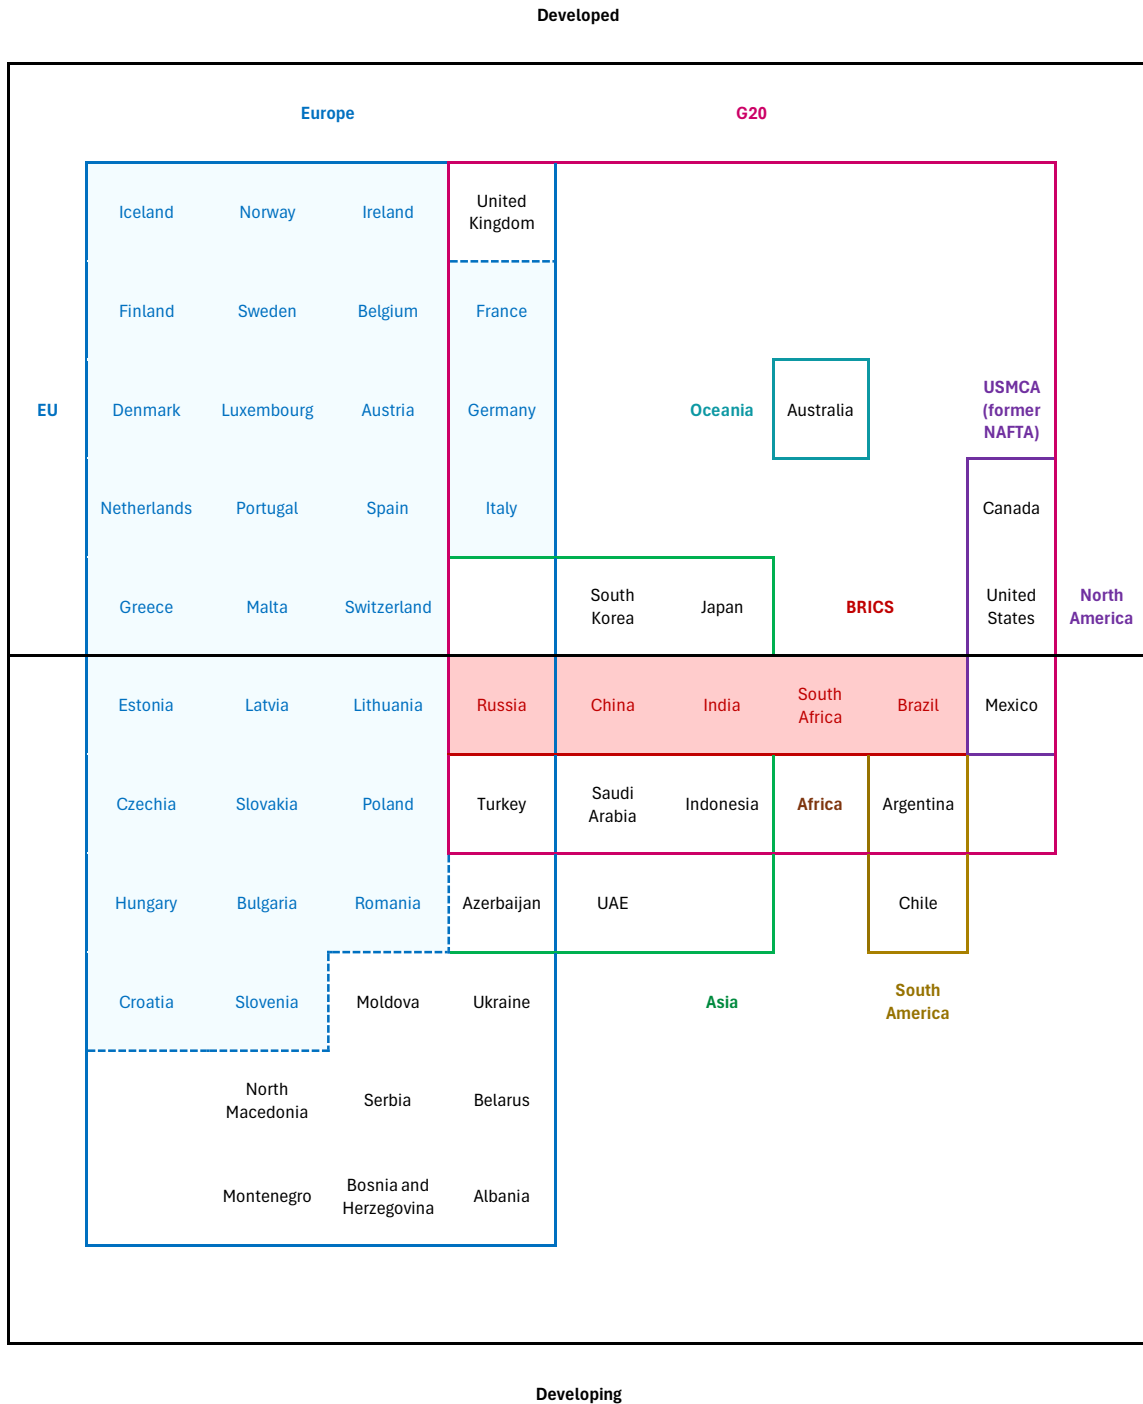 Developed
Europe
G20
Iceland
Norway
Ireland
United
Kingdom
Finland
Sweden
Belgium
France
EU
Denmark
Luxembourg
Austria
Germany
Oceania
Australia
USMCA
(former
NAFTA)
Netherlands
Portugal
Spain
Italy
Canada
Greece
Malta
Switzerland
South
Korea
Japan
BRICS
United
States
North
America
Estonia
Latvia
Lithuania
Russia
China
India
South
Africa
Brazil
Mexico
Czechia
Slovakia
Poland
Turkey
Saudi
Arabia
Indonesia
Africa
Argentina
Hungary
Bulgaria
Romania
Azerbaijan
UAE
Chile
Croatia
Slovenia
Moldova
Ukraine
Asia
South
America
North
Macedonia
Serbia
Belarus
Montenegro
Bosnia and
Herzegovina
Albania
Developing